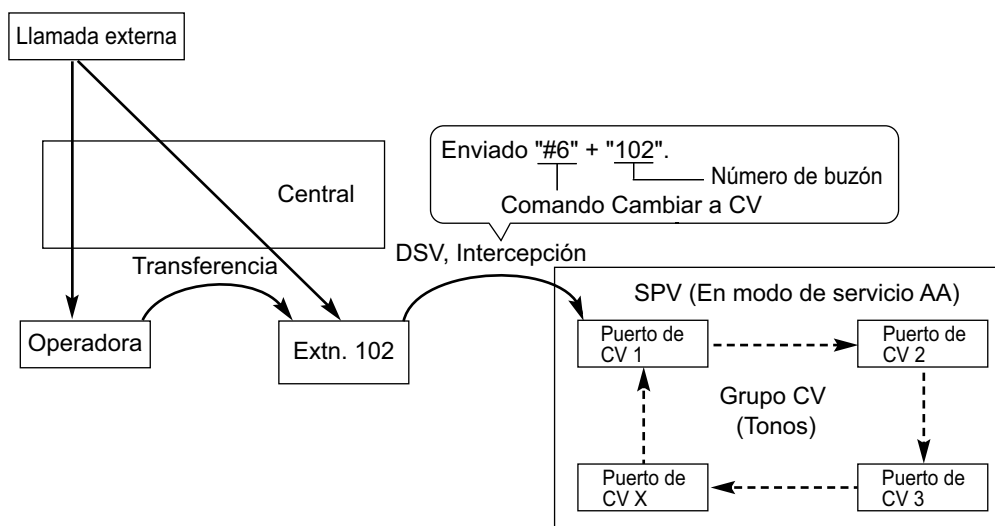 Llamada externa
Central
Enviado "#6" + "102".
Número de buzón
Comando Cambiar a CV
Transferencia
DSV, Intercepción
Operadora
Extn. 102
SPV (En modo de servicio AA)
Puerto de
CV 1
Puerto de
CV 2
Grupo CV
(Tonos)
Puerto de
CV X
Puerto de
CV 3